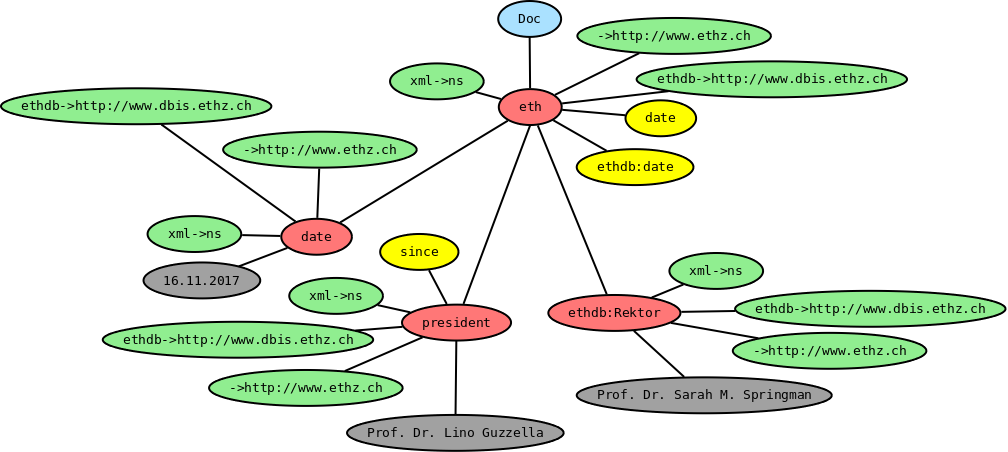 Doc
->http://www.ethz.ch
xml->ns
ethdb->http://www.dbis.ethz.ch
ethdb->http://www.dbis.ethz.ch
eth
date
->http://www.ethz.ch
ethdb:date
xml->ns
date
since
16.11.2017
xml->ns
xml->ns
ethdb->http://www.dbis.ethz.ch
ethdb:Rektor
president
ethdb->http://www.dbis.ethz.ch
->http://www.ethz.ch
->http://www.ethz.ch
Prof. Dr. Sarah M. Springman
Prof. Dr. Lino Guzzella